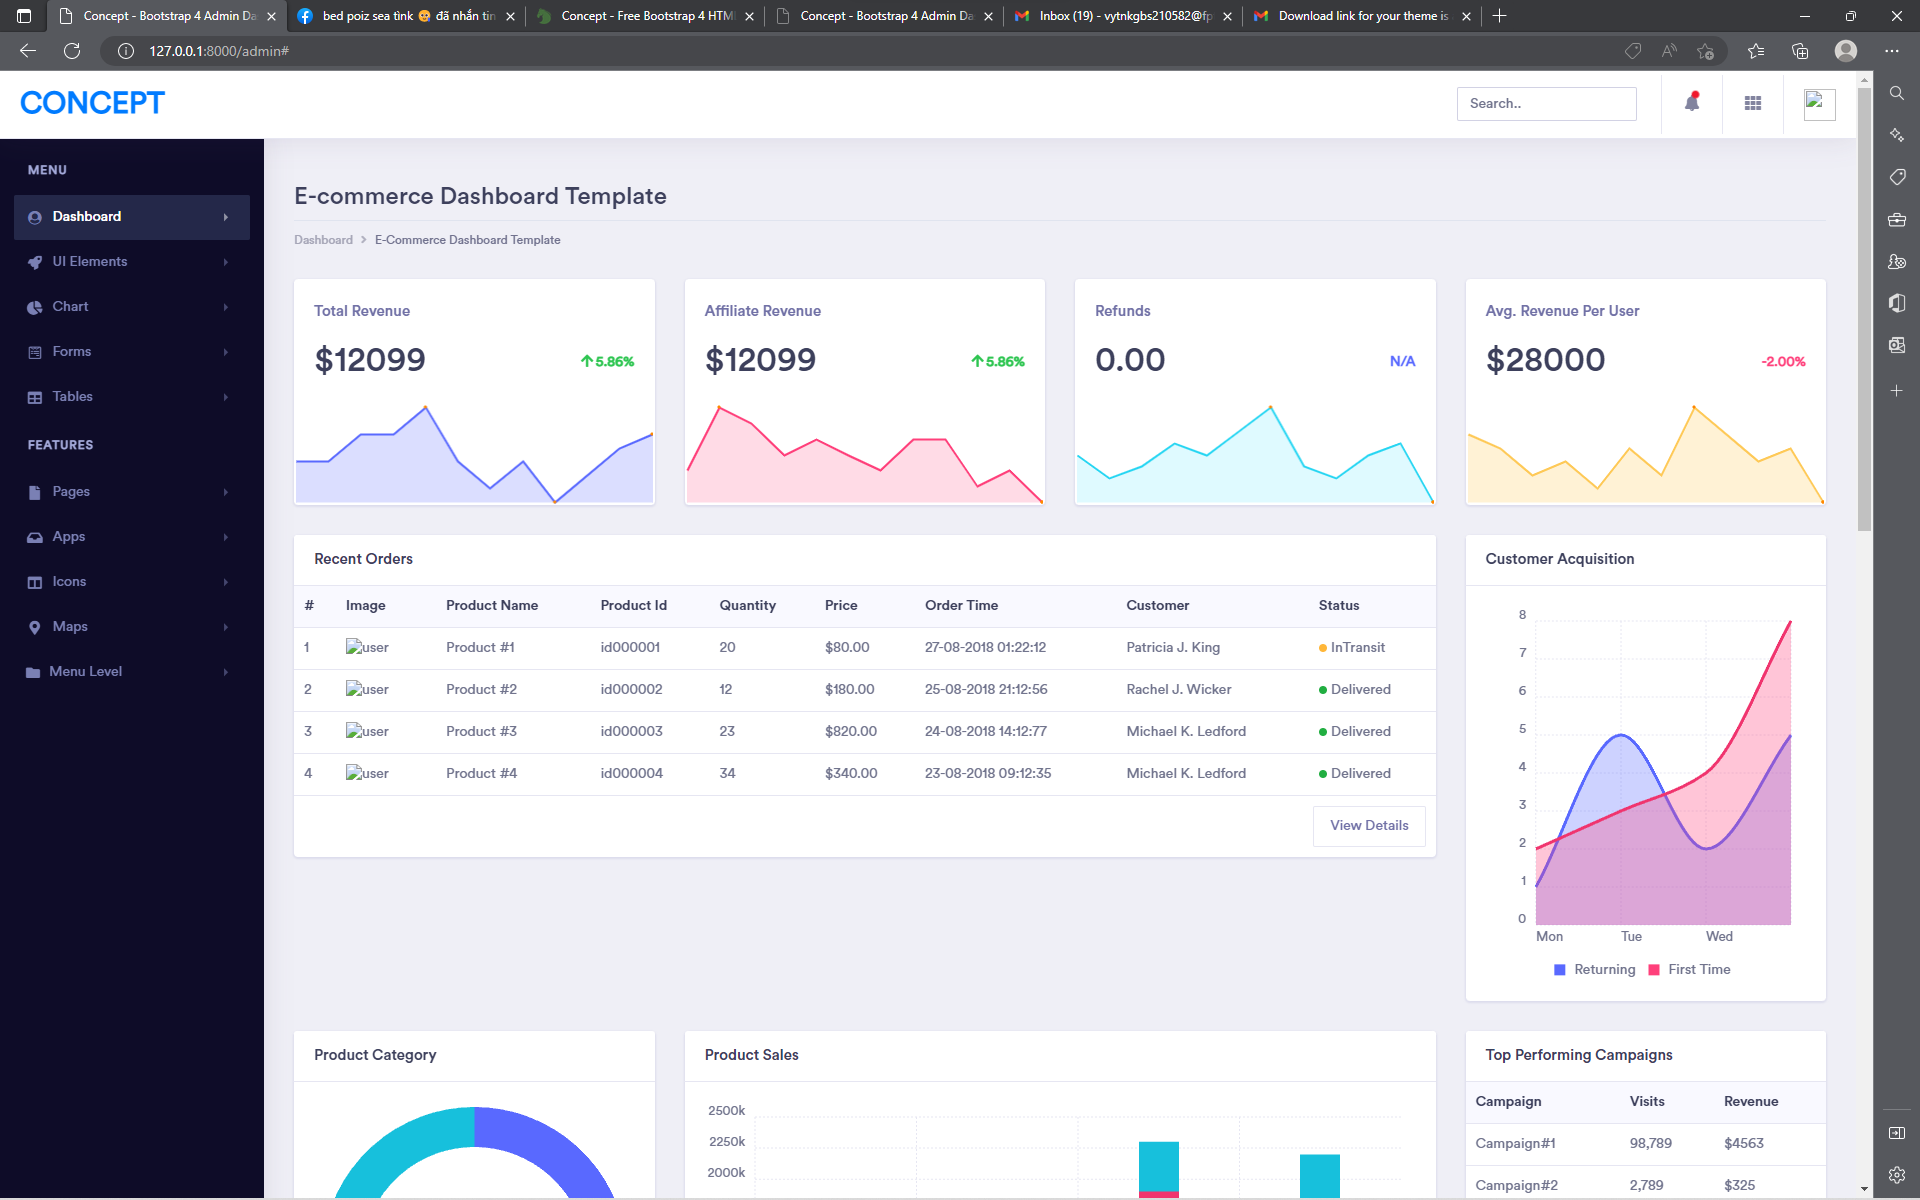 Concept - Bootstrap 4 Admin Da
bed poiz sea tình 😳 đã nhắn tin
Concept - Free Bootstrap 4 HTM
Concept - Bootstrap 4 Admin Da
Inbox (19) - vytnkgbs210582@fp
Download link for your theme is
127.0.0.1:8000/admin#
CONCEPT
Search..
MENU
Dashboard
UI Elements
Chart
Forms
Tables
FEATURES
Pages
Apps
Icons
Maps
Menu Level
E-commerce Dashboard Template
Dashboard > E-Commerce Dashboard Template
Total Revenue
$12099
5.86%
Affiliate Revenue
$12099
5.86%
Refunds
0.00
N/A
Avg. Revenue Per User
$28000
-2.00%
Recent Orders
# Image Product Name Product Id Quantity Price Order Time Customer Status
1 user Product #1 id000001 20 $80.00 27-08-2018 01:22:12 Patricia J. King InTransit
2 user Product #2 id000002 12 $180.00 25-08-2018 21:12:56 Rachel J. Wicker Delivered
3 user Product #3 id000003 23 $820.00 24-08-2018 14:12:77 Michael K. Ledford Delivered
4 user Product #4 id000004 34 $340.00 23-08-2018 09:12:35 Michael K. Ledford Delivered
View Details
Customer Acquisition
8
7
6
5
4
3
2
1
0
Mon Tue Wed
Returning First Time
Product Category
Product Sales
2500k
2250k
2000k
Top Performing Campaigns
Campaign Visits Revenue
Campaign#1 98,789 $4563
Campaign#2 2,789 $325